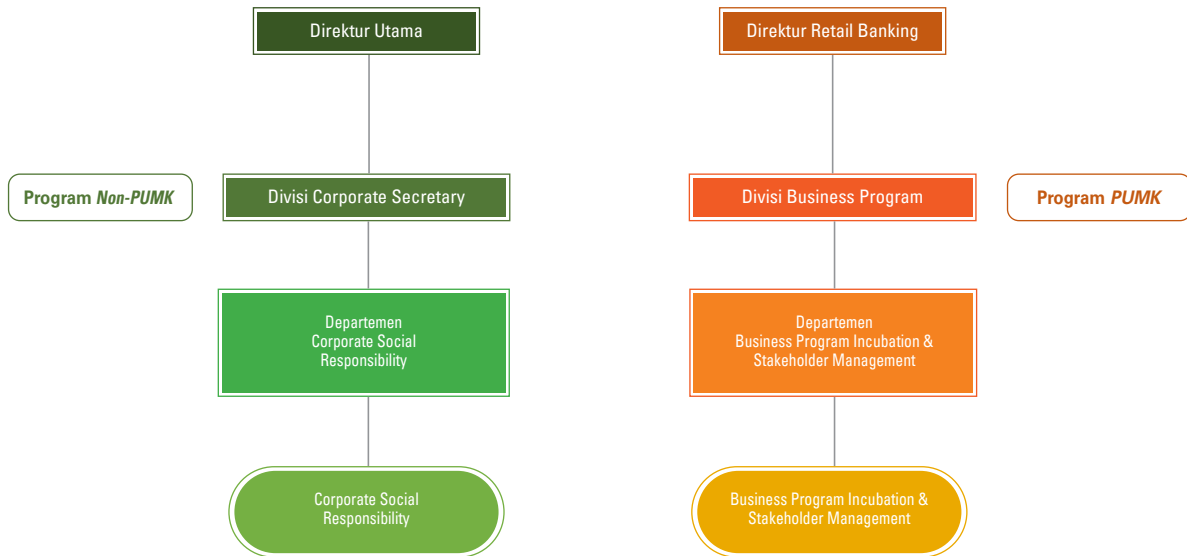 Direktur Utama
Direktur Retail Banking
Program Non-PUMK
Divisi Corporate Secretary
Divisi Business Program
Program PUMK
Departemen
Corporate Social
Responsibility
Departemen
Business Program Incubation &
Stakeholder Management
Corporate Social
Responsibility
Business Program Incubation &
Stakeholder Management